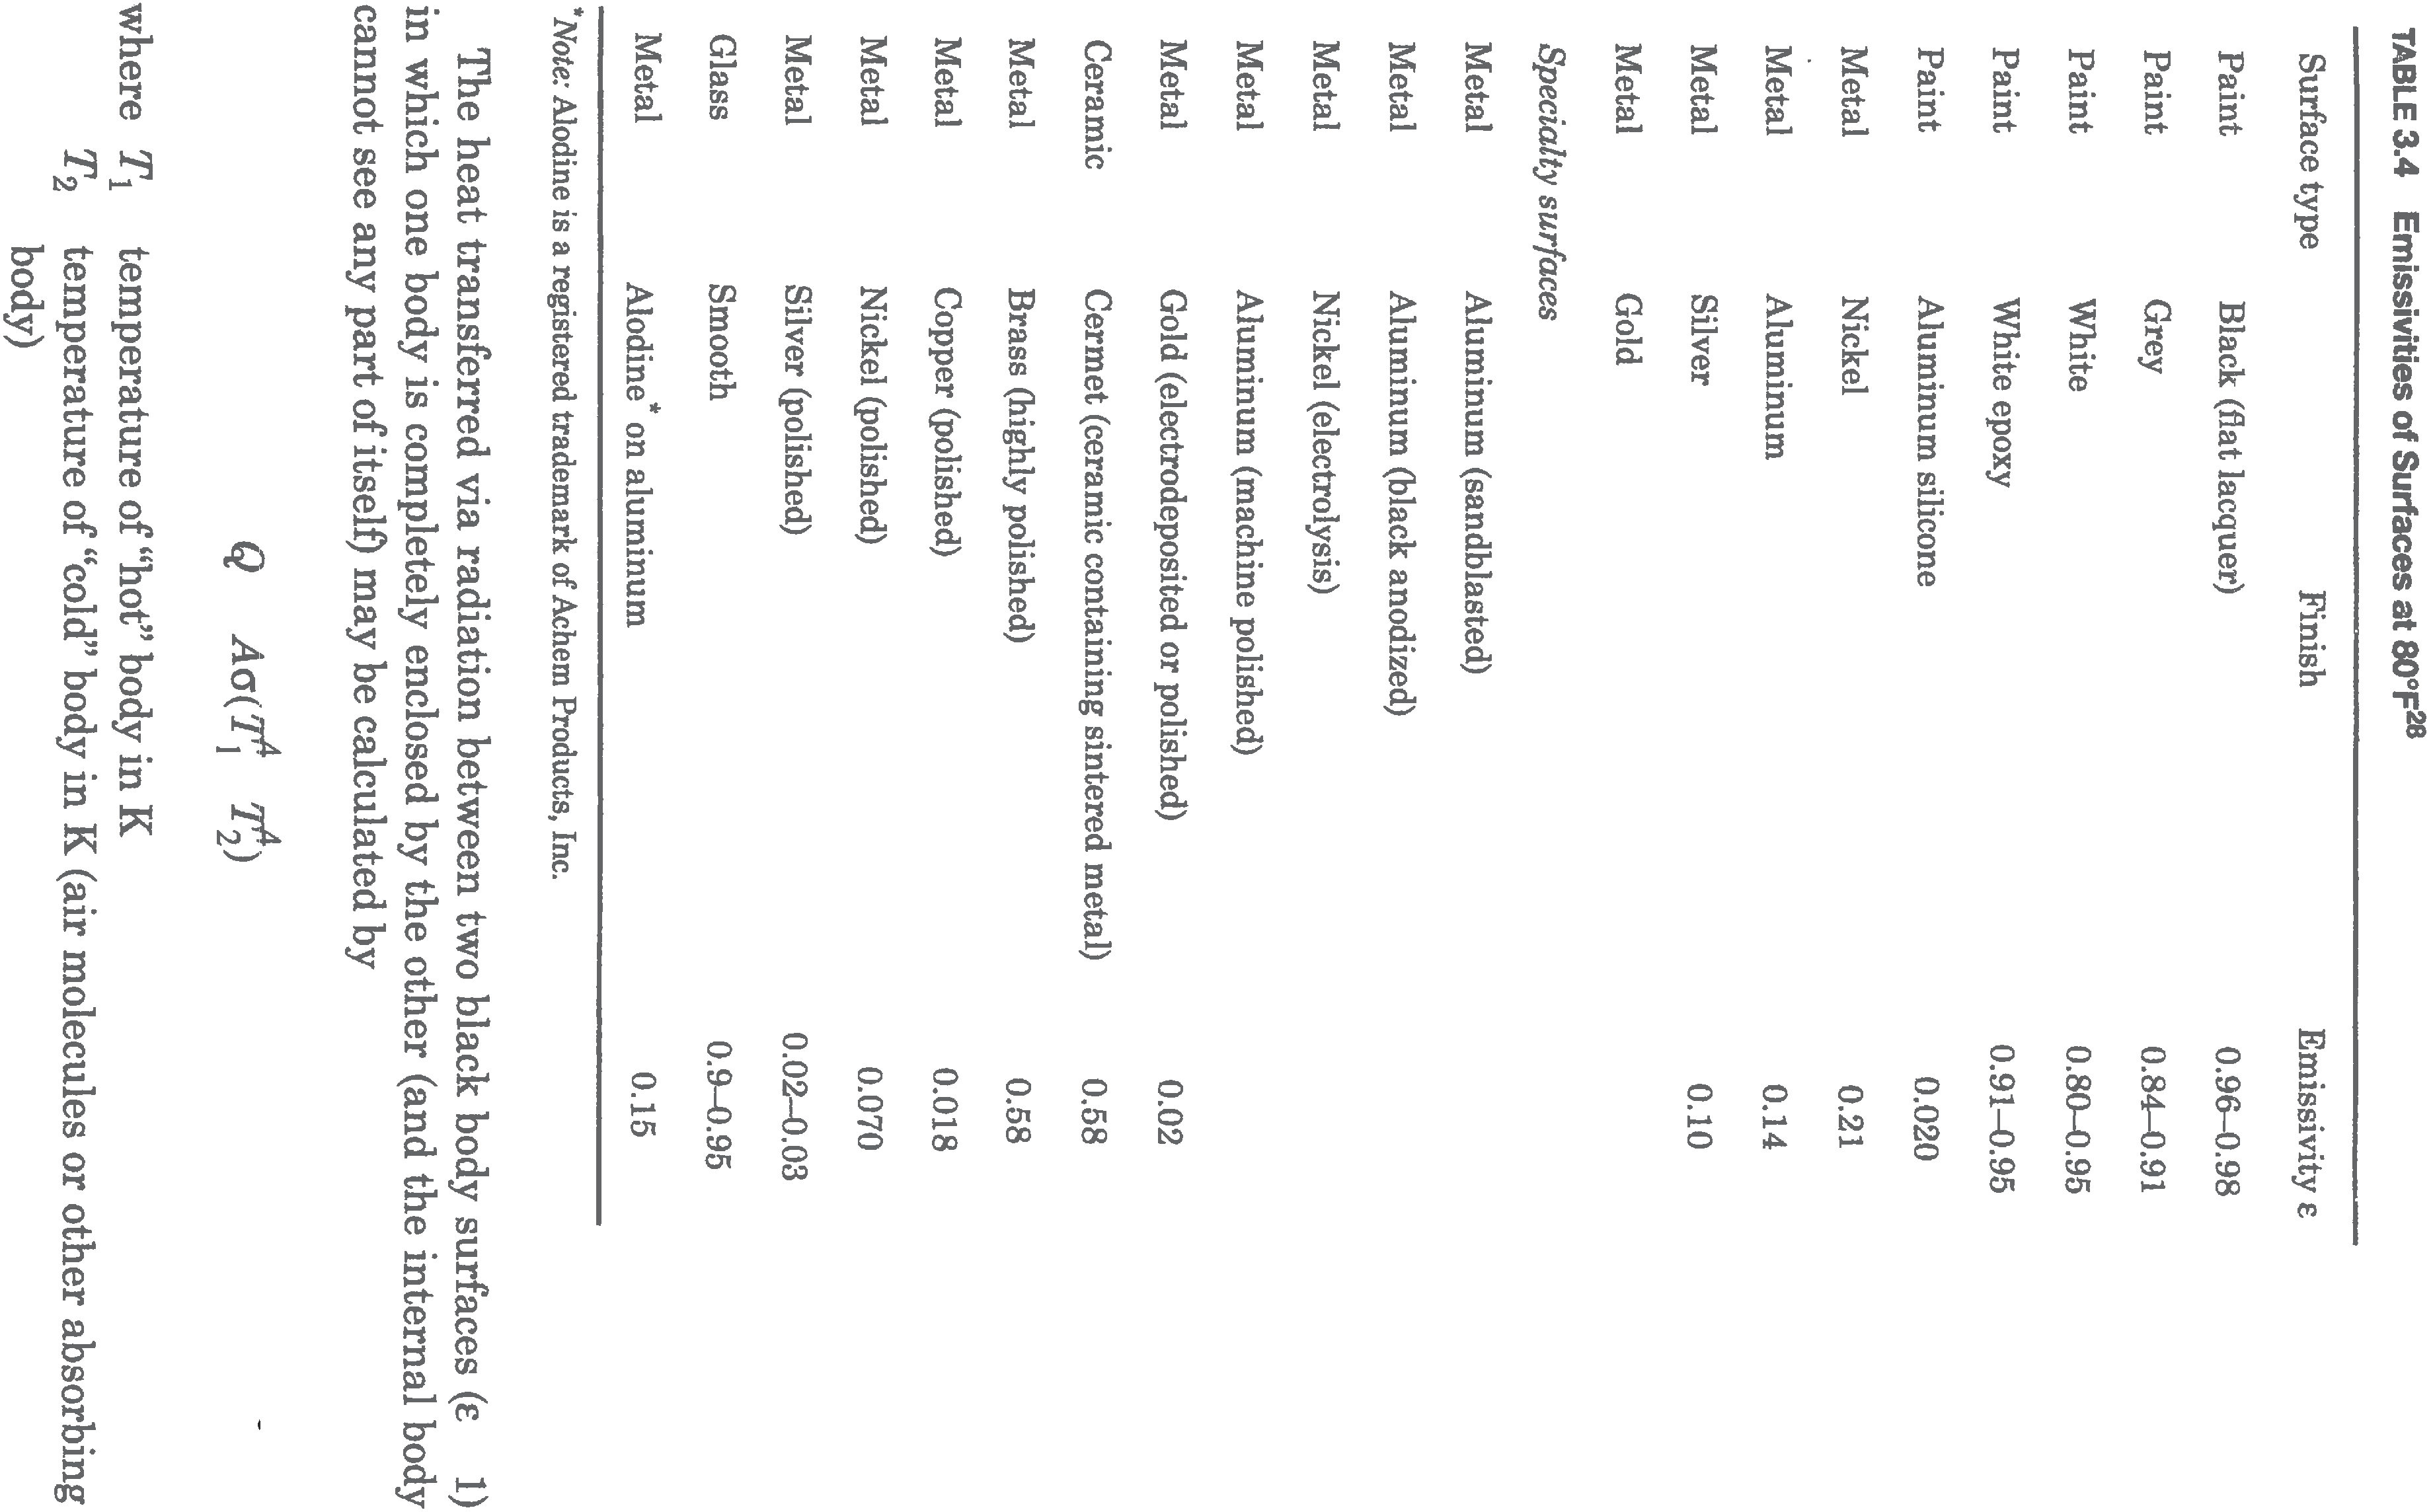 TABLE 3.4 Emissivities of Surfaces at 80°F28
Surface type Finish Emissivity ε
Paint Black (flat lacquer) 0.96–0.98
Paint Grey 0.84–0.91
Paint White 0.80–0.95
Paint White epoxy 0.91–0.95
Paint Aluminum silicone 0.020
Metal Nickel 0.21
Metal Aluminum 0.14
Metal Silver 0.10
Metal Gold
Specialty surfaces
Metal Aluminum (sandblasted)
Metal Aluminum (black anodized)
Metal Nickel (electrolysis)
Metal Aluminum (machine polished)
Metal Gold (electrodeposited or polished) 0.02
Ceramic Cermet (ceramic containing sintered metal) 0.58
Metal Brass (highly polished) 0.58
Metal Copper (polished) 0.018
Metal Nickel (polished) 0.070
Metal Silver (polished) 0.02–0.03
Glass Smooth 0.9–0.95
Metal Alodine* on aluminum 0.15
*Note: Alodine is a registered trademark of Achem Products, Inc.
The heat transferred via radiation between two black body surfaces (ε 1)
in which one body is completely enclosed by the other (and the internal body
cannot see any part of itself) may be calculated by
Q Aσ(T₁⁴ T₂⁴)
where T₁ temperature of “hot” body in K
T₂ temperature of “cold” body in K (air molecules or other absorbing
body)